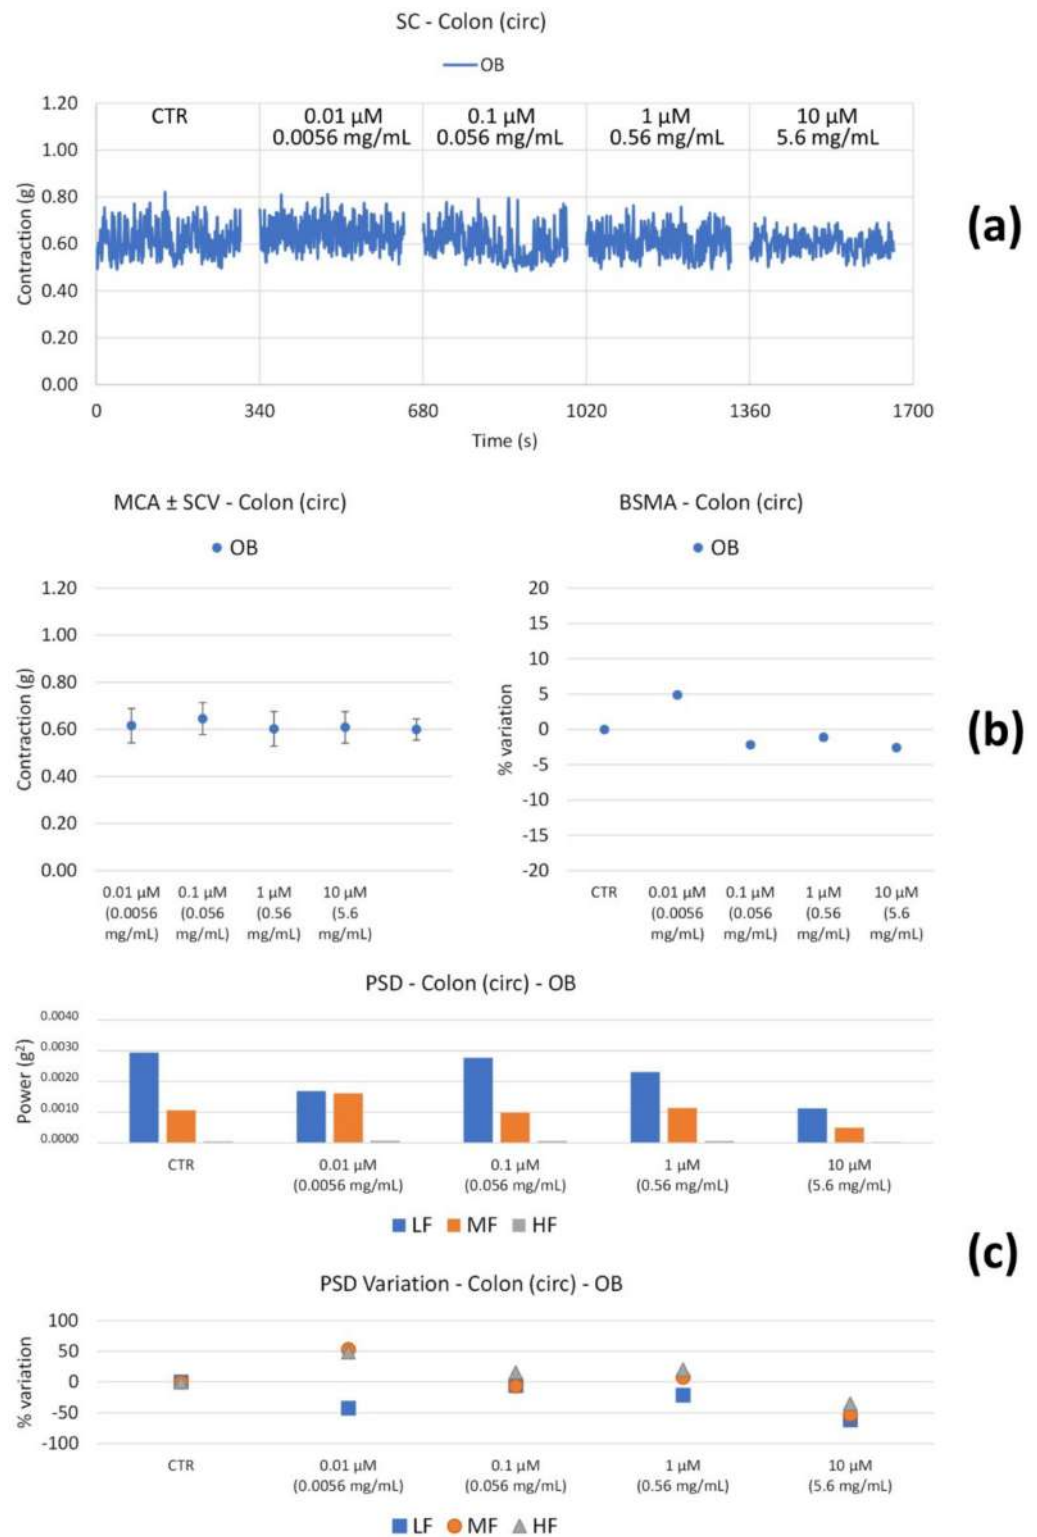 SC - Colon (circ)
OB
1.20
1.00
0.80
0.60
0.40
0.20
0.00
Contraction (g)
CTR
0.01 µM
0.0056 mg/mL
0.1 µM
0.056 mg/mL
1 µM
0.56 mg/mL
10 µM
5.6 mg/mL
0 340 680 1020 1360 1700
Time (s)
(a)
MCA ± SCV - Colon (circ)
OB
1.20
1.00
0.80
0.60
0.40
0.20
0.00
Contraction (g)
0.01 µM 0.1 µM 1 µM 10 µM
(0.0056 (0.056 (0.56 (5.6
mg/mL) mg/mL) mg/mL) mg/mL)
BSMA - Colon (circ)
OB
20
15
10
5
0
-5
-10
-15
-20
% variation
CTR 0.01 µM 0.1 µM 1 µM 10 µM
(0.0056 (0.056 (0.56 (5.6
mg/mL) mg/mL) mg/mL) mg/mL)
(b)
PSD - Colon (circ) - OB
0.0040
0.0030
0.0020
0.0010
0.0000
Power (g²)
CTR 0.01 µM 0.1 µM 1 µM 10 µM
(0.0056 mg/mL) (0.056 mg/mL) (0.56 mg/mL) (5.6 mg/mL)
LF MF HF
(c)
PSD Variation - Colon (circ) - OB
100
50
0
-50
-100
% variation
CTR 0.01 µM 0.1 µM 1 µM 10 µM
(0.0056 mg/mL) (0.056 mg/mL) (0.56 mg/mL) (5.6 mg/mL)
LF MF HF